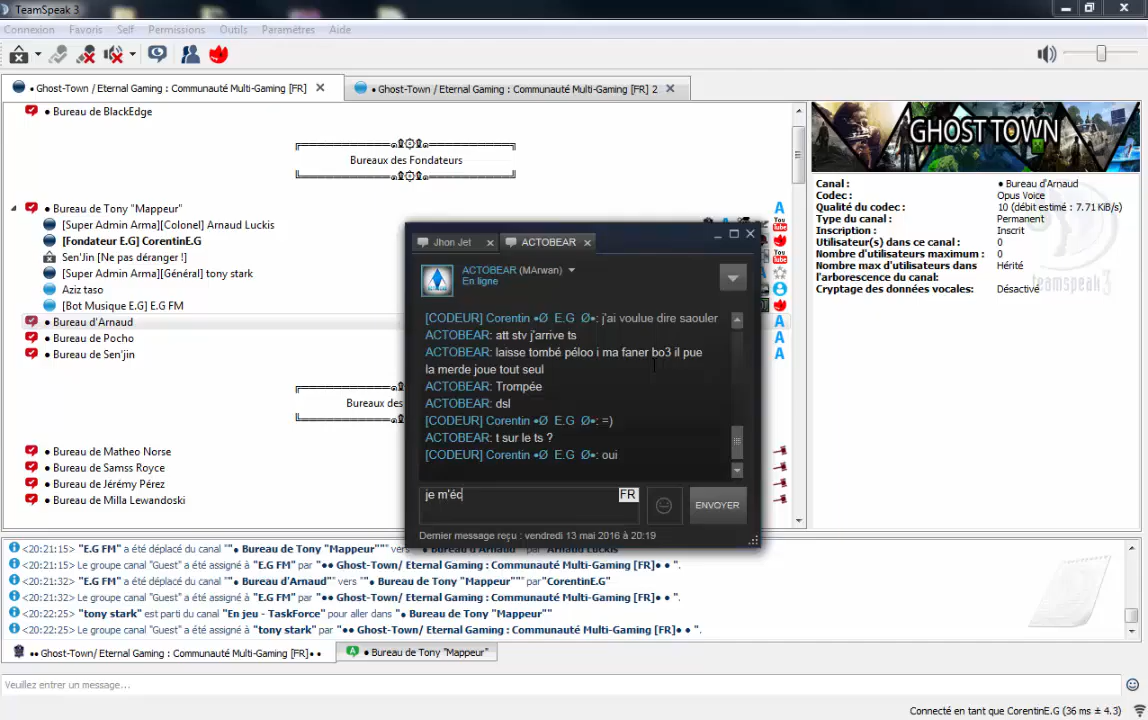 TeamSpeak 3
Connexion Favoris Self Permissions Outils Paramètres Aide
• Ghost-Town / Eternal Gaming : Communauté Multi-Gaming [FR]
• Ghost-Town / Eternal Gaming : Communauté Multi-Gaming [FR] 2
• Bureau de BlackEdge
Bureaux des Fondateurs
• Bureau de Tony "Mappeur"
[Super Admin Arma][Colonel] Arnaud Luckis
[Fondateur E.G] CorentinE.G
Sen'Jin [Ne pas déranger !]
[Super Admin Arma][Général] tony stark
Aziz taso
[Bot Musique E.G] E.G FM
• Bureau d'Arnaud
• Bureau de Pocho
• Bureau de Sen'jin
Bureaux des
• Bureau de Matheo Norse
• Bureau de Samss Royce
• Bureau de Jérémy Pérez
• Bureau de Milla Lewandoski
GHOST TOWN
Canal : • Bureau d'Arnaud
Codec : Opus Voice
Qualité du codec : 10 (débit estimé : 7.71 KiB/s)
Type du canal : Permanent
Inscription : Inscrit
Utilisateur(s) dans ce canal : 0
Nombre d'utilisateurs maximum : 0
Nombre max d'utilisateurs dans Hérité
l'arborescence du canal:
Cryptage des données vocales: Désactivé
teamspeak3
Jhon Jet
ACTOBEAR
ACTOBEAR (MArwan)
En ligne
[CODEUR] Corentin •Ø E.G Ø•: j'ai voulue dire saouler
ACTOBEAR: att stv j'arrive ts
ACTOBEAR: laisse tombé péloo i ma faner bo3 il pue
la merde joue tout seul
ACTOBEAR: Trompée
ACTOBEAR: dsl
[CODEUR] Corentin •Ø E.G Ø•: =)
ACTOBEAR: t sur le ts ?
[CODEUR] Corentin •Ø E.G Ø•: oui
je m'éc
FR
ENVOYER
Dernier message reçu : vendredi 13 mai 2016 à 20:19
<20:21:15> "E.G FM" a été déplacé du canal "• Bureau de Tony "Mappeur"" vers "• Bureau d'Arnaud" par "Arnaud Luckis"
<20:21:15> Le groupe canal "Guest" a été assigné à "E.G FM" par "•• Ghost-Town/ Eternal Gaming : Communauté Multi-Gaming [FR]• • ".
<20:21:32> "E.G FM" a été déplacé du canal "• Bureau d'Arnaud" vers "• Bureau de Tony "Mappeur"" par"CorentinE.G"
<20:21:32> Le groupe canal "Guest" a été assigné à "E.G FM" par "•• Ghost-Town/ Eternal Gaming : Communauté Multi-Gaming [FR]• • ".
<20:22:25> "tony stark" est parti du canal "En jeu - TaskForce" pour aller dans "• Bureau de Tony "Mappeur""
<20:22:25> Le groupe canal "Guest" a été assigné à "tony stark" par "•• Ghost-Town/ Eternal Gaming : Communauté Multi-Gaming [FR]• • ".
•• Ghost-Town/ Eternal Gaming : Communauté Multi-Gaming [FR]• •
• Bureau de Tony "Mappeur"
Veuillez entrer un message...
Connecté en tant que CorentinE.G (36 ms ± 4.3)